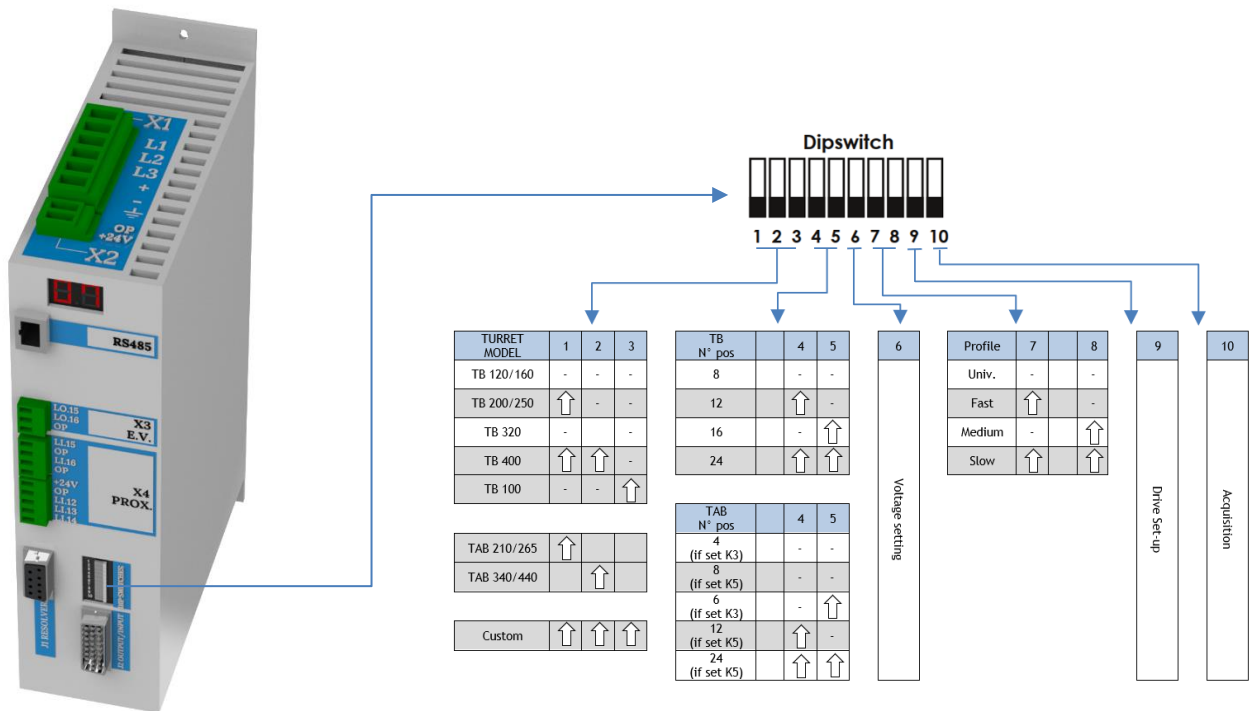 X1
L1
L2
L3
+
-
OP
+24V
X2
RS485
LO.15
LO.16
OP
X3
E.V.
LI.15
OP
LI.16
OP
+24V
OP
LI.12
LI.13
LI.14
X4
PROX.
J1 RESOLVER
DIP SWITCHES
J2 OUTPUT/INPUT
Dipswitch
1 2 3 4 5 6 7 8 9 10
TURRET MODEL 1 2 3
TB 120/160 - - -
TB 200/250 ⇧ - -
TB 320 - - -
TB 400 ⇧ ⇧ -
TB 100 - - ⇧
TAB 210/265 ⇧
TAB 340/440 ⇧
Custom ⇧ ⇧ ⇧
TB
N° pos 4 5
8 - -
12 ⇧ -
16 - ⇧
24 ⇧ ⇧
TAB
N° pos 4 5
4
(if set K3) - -
8
(if set K5) - -
6
(if set K3) - ⇧
12
(if set K5) ⇧ -
24
(if set K5) ⇧ ⇧
6
Voltage setting
Profile 7 8
Univ. - -
Fast ⇧ -
Medium - ⇧
Slow ⇧ ⇧
9
Drive Set-up
10
Acquisition